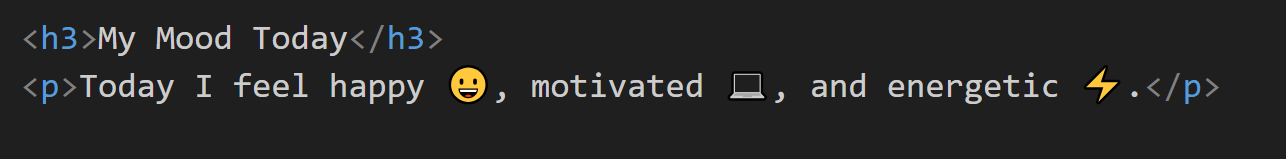 <h3>My Mood Today</h3>
<p>Today I feel happy 😀, motivated 💻, and energetic ⚡.</p>